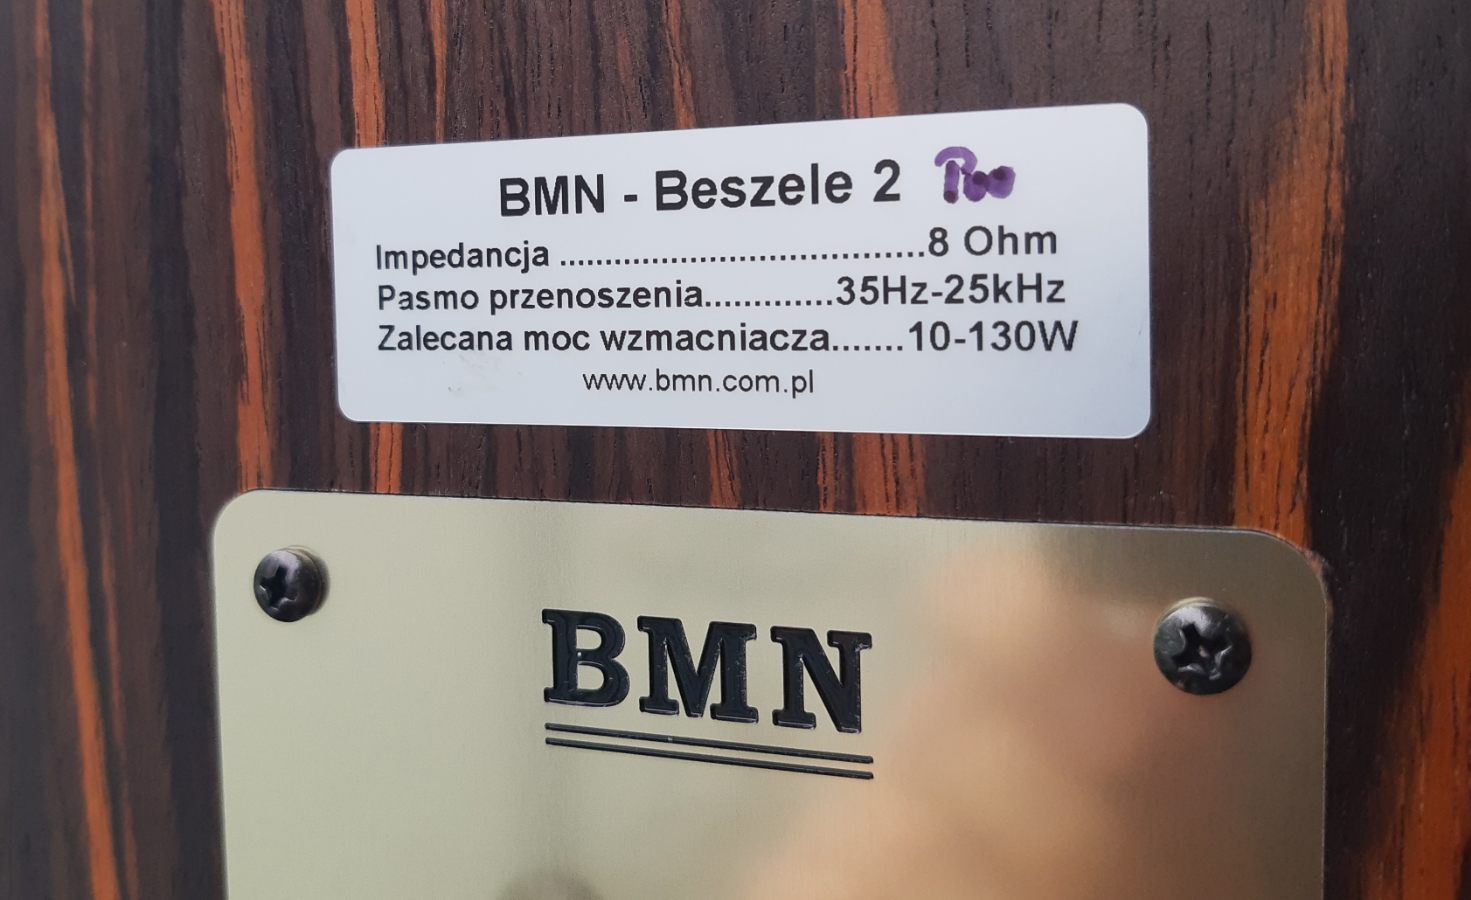 BMN - Beszele 2
Impedancja ........................................8 Ohm
Pasmo przenoszenia.............35Hz-25kHz
Zalecana moc wzmacniacza.......10-130W
www.bmn.com.pl
BMN